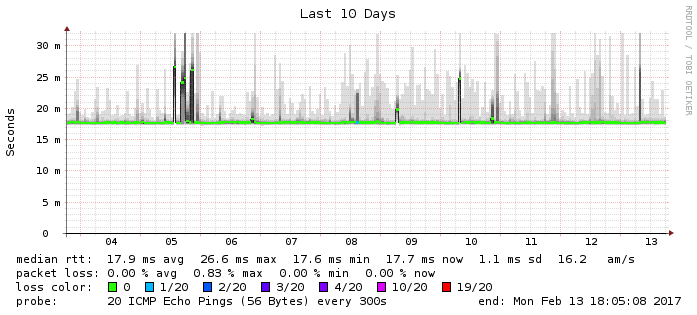 Last 10 Days
RRDTOOL / TOBI OETIKER
Seconds
30 m
25 m
20 m
15 m
10 m
5 m
0
04 05 06 07 08 09 10 11 12 13
median rtt: 17.9 ms avg 26.6 ms max 17.6 ms min 17.7 ms now 1.1 ms sd 16.2 am/s
packet loss: 0.00 % avg 0.83 % max 0.00 % min 0.00 % now
loss color: 0 1/20 2/20 3/20 4/20 10/20 19/20
probe: 20 ICMP Echo Pings (56 Bytes) every 300s end: Mon Feb 13 18:05:08 2017